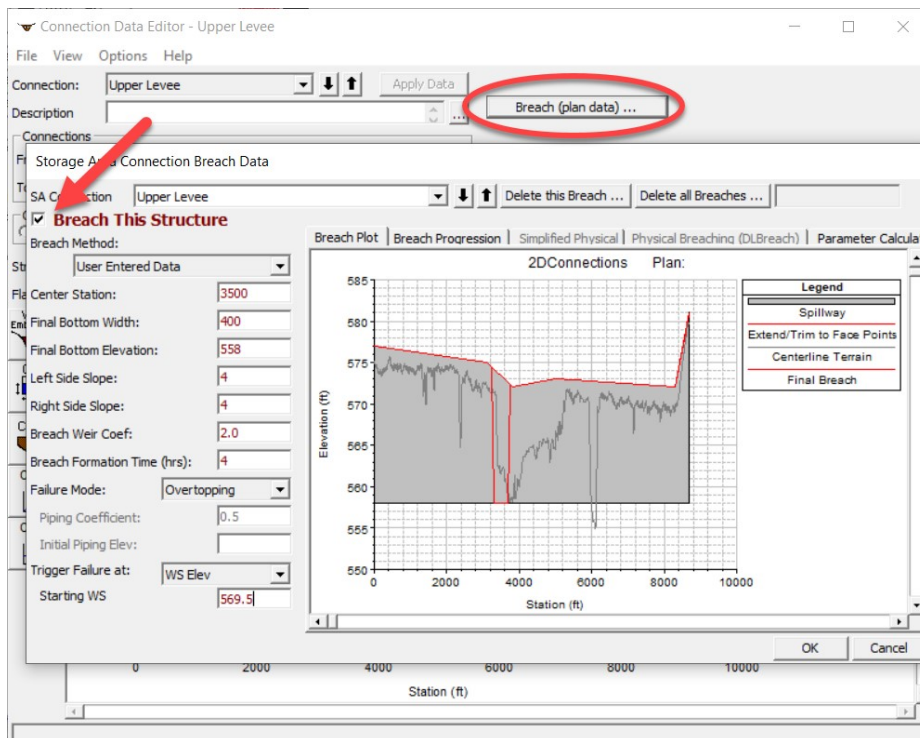 Connection Data Editor - Upper Levee
File View Options Help
Connection: Upper Levee Apply Data
Description ... Breach (plan data) ...
Connections
Storage Connection Breach Data
SA Upper Levee Delete this Breach ... Delete all Breaches ...
Breach This Structure
Breach Method:
User Entered Data
Center Station: 3500
Final Bottom Width: 400
Final Bottom Elevation: 558
Left Side Slope: 4
Right Side Slope: 4
Breach Weir Coef: 2.0
Breach Formation Time (hrs): 4
Failure Mode: Overtopping
Piping Coefficient: 0.5
Initial Piping Elev:
Trigger Failure at: WS Elev
Starting WS 569.5
Breach Plot Breach Progression Simplified Physical Physical Breaching (DLBreach) Parameter Calcula
2DConnections Plan:
585
580
575
570
565
560
555
550
Elevation (ft)
0 2000 4000 6000 8000 10000
Station (ft)
Legend
Spillway
Extend/Trim to Face Points
Centerline Terrain
Final Breach
OK Cancel
0 2000 4000 6000 8000 10000
Station (ft)